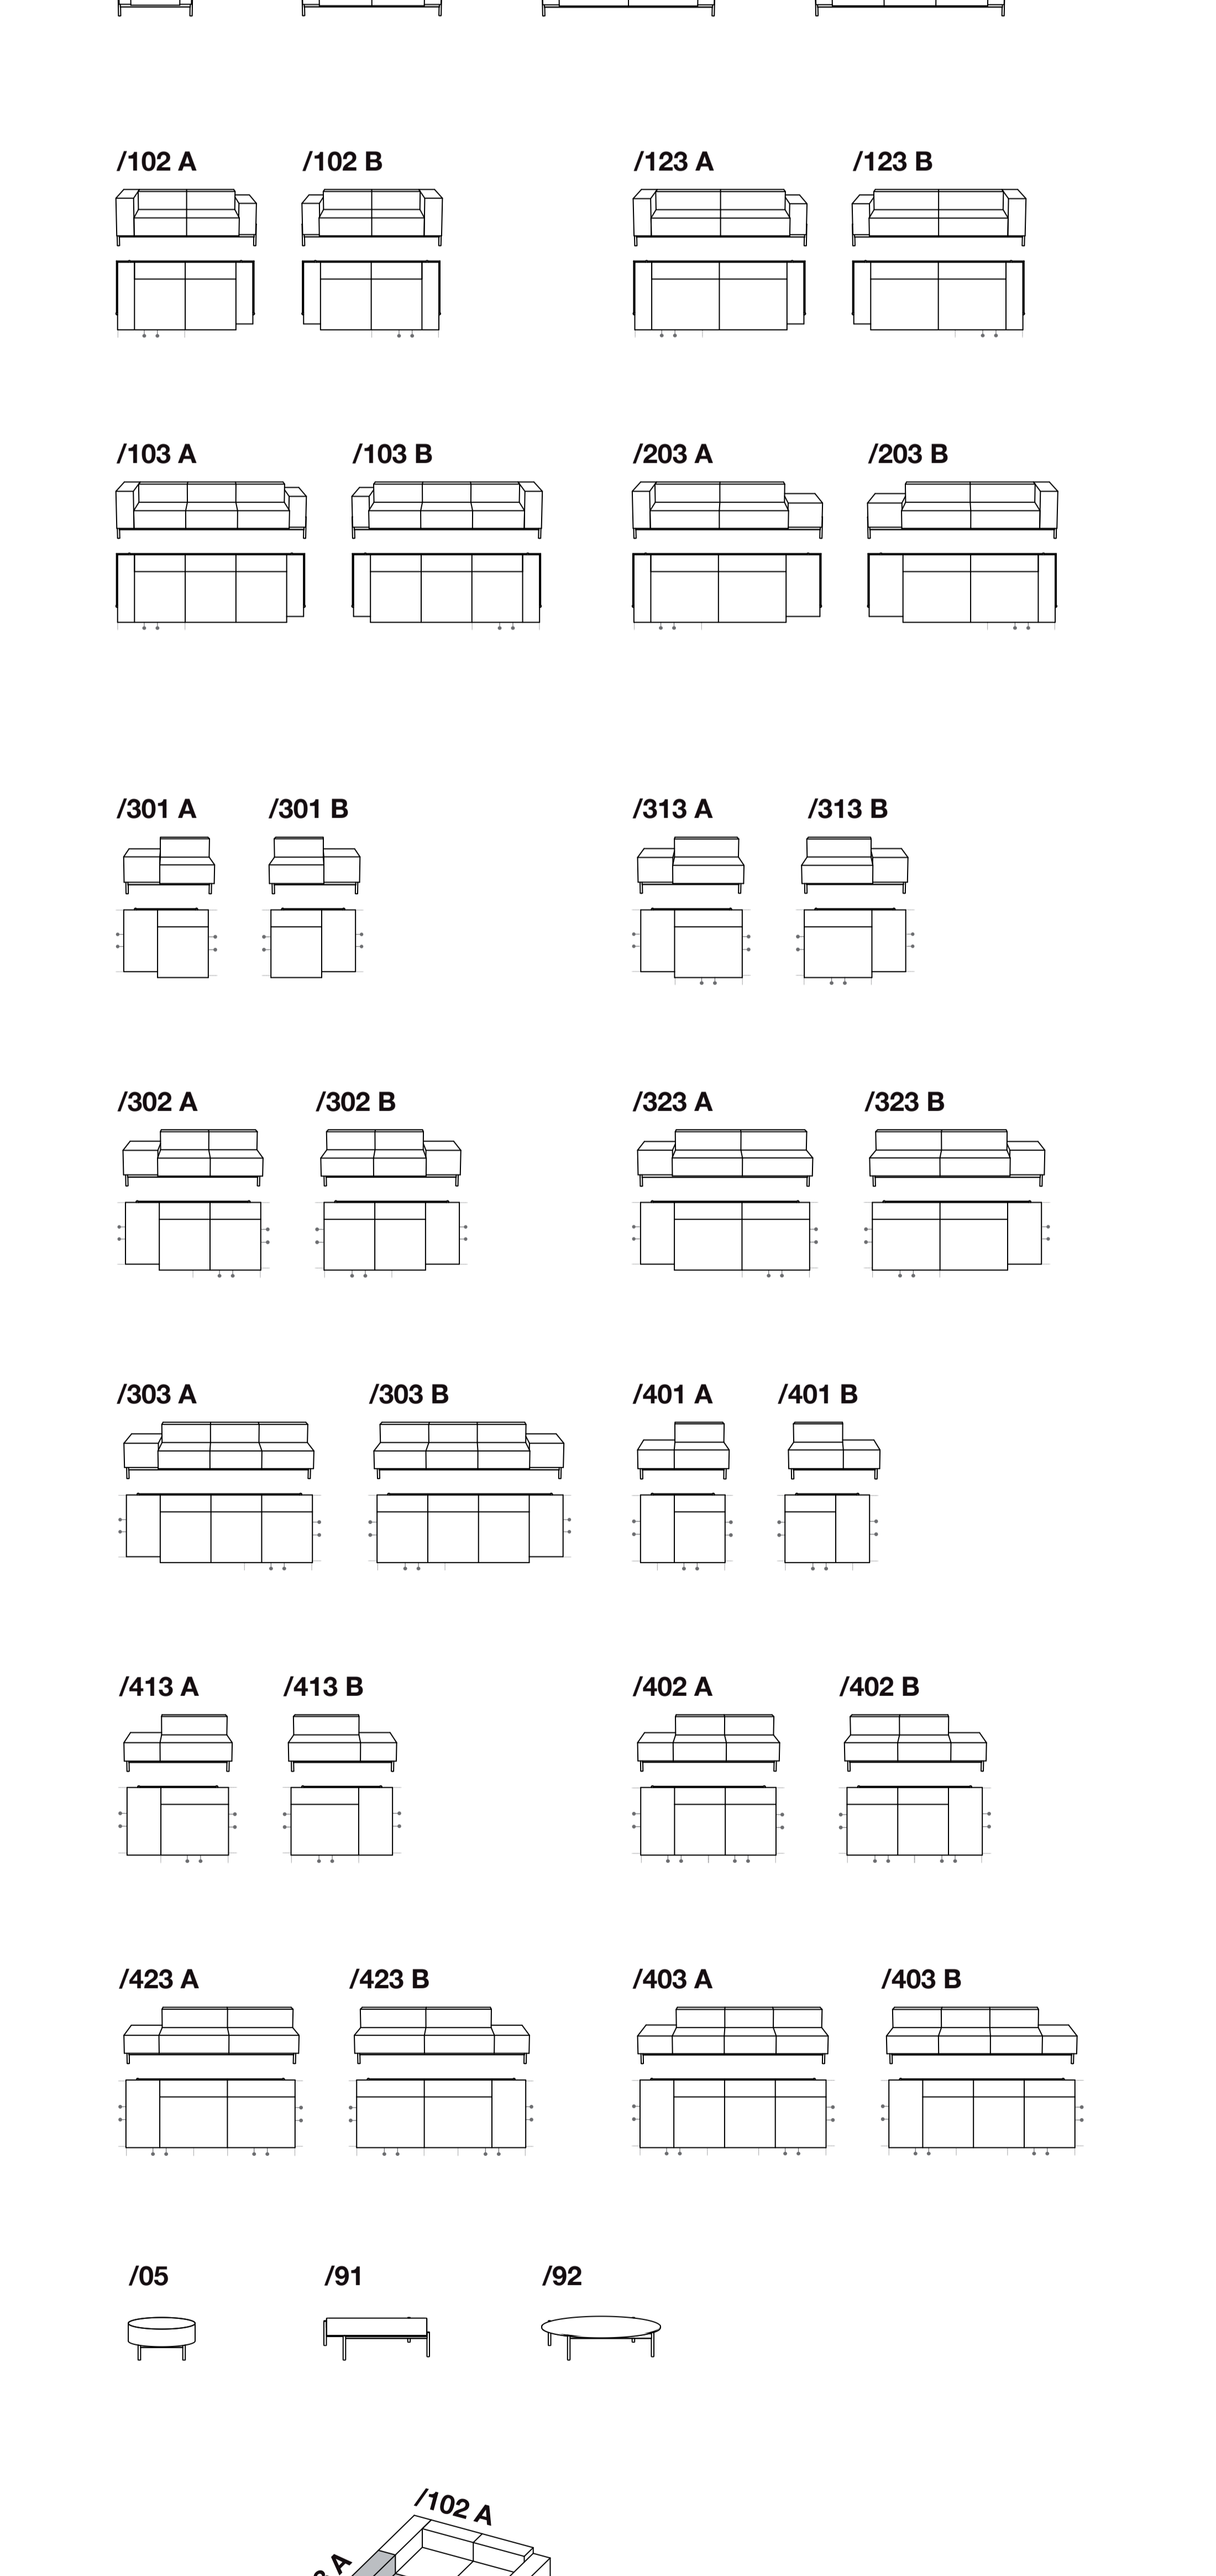 /102 A /102 B /123 A /123 B
/103 A /103 B /203 A /203 B
/301 A /301 B /313 A /313 B
/302 A /302 B /323 A /323 B
/303 A /303 B /401 A /401 B
/413 A /413 B /402 A /402 B
/423 A /423 B /403 A /403 B
/05 /91 /92
/102 A
A